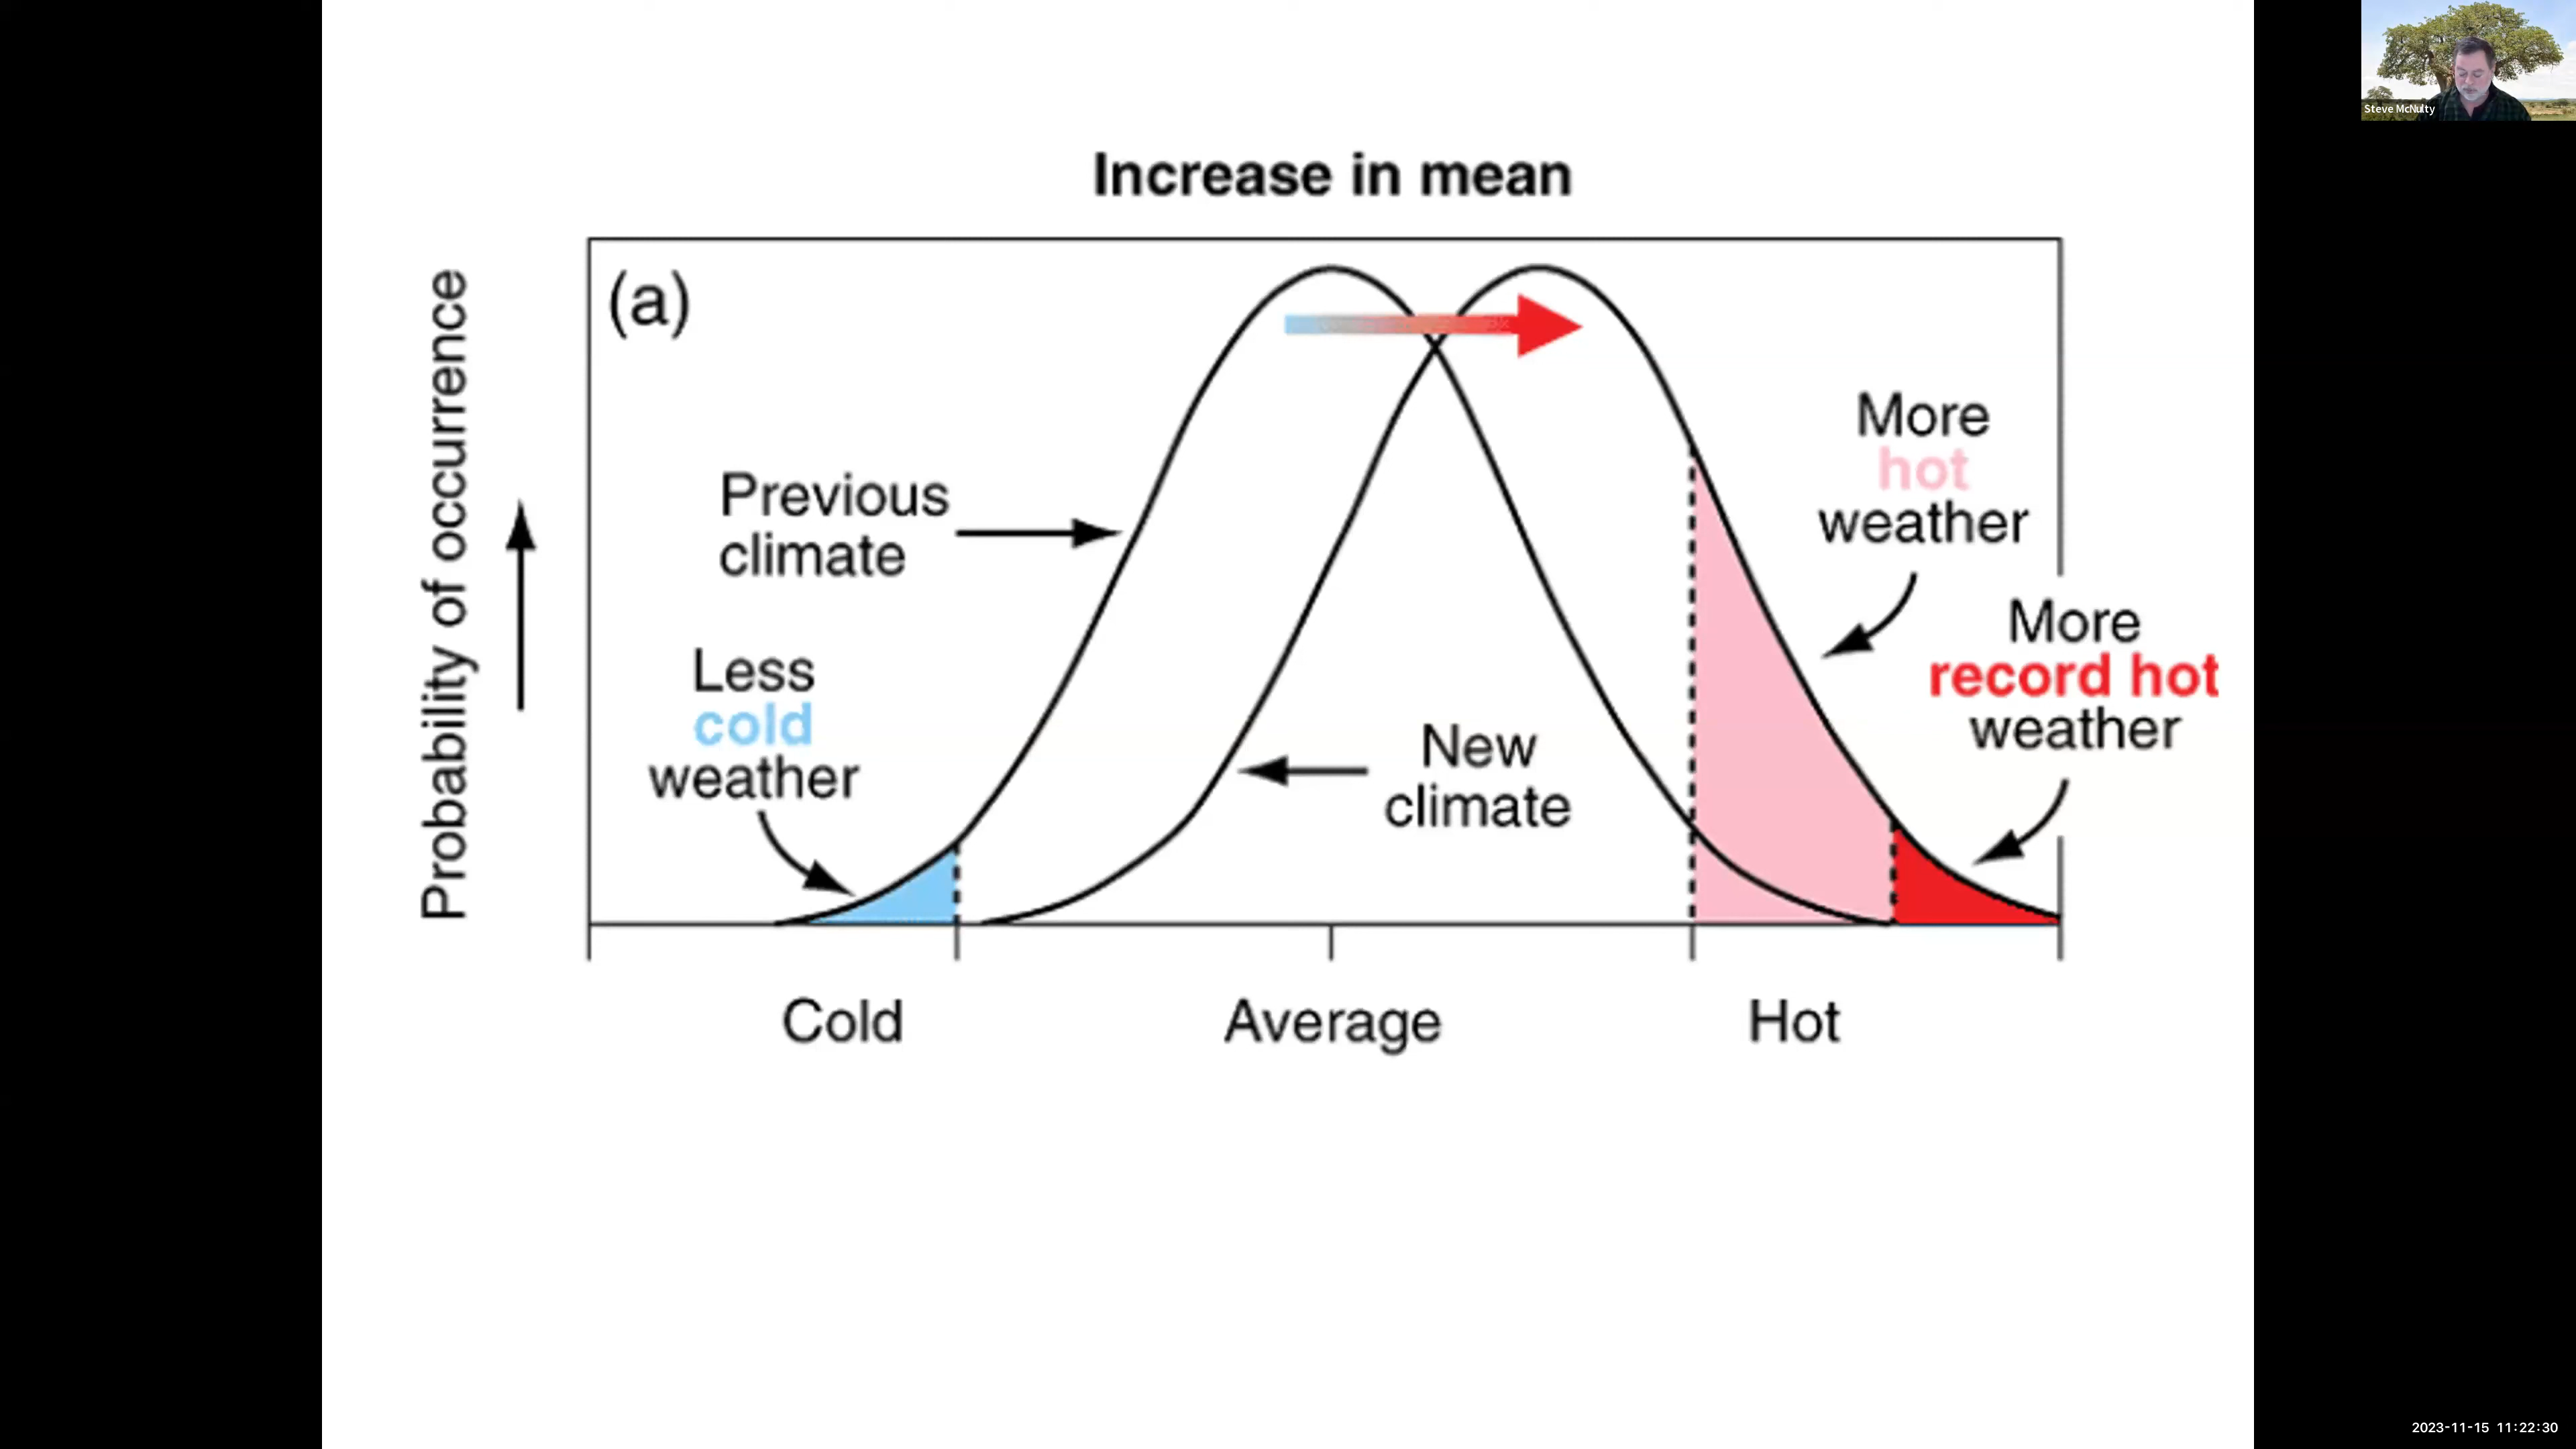 Steve McNulty
Increase in mean
(a)
Probability of occurrence
Previous
climate
Less
cold
weather
New
climate
More
hot
weather
More
record hot
weather
Cold
Average
Hot
2023-11-15 11:22:30